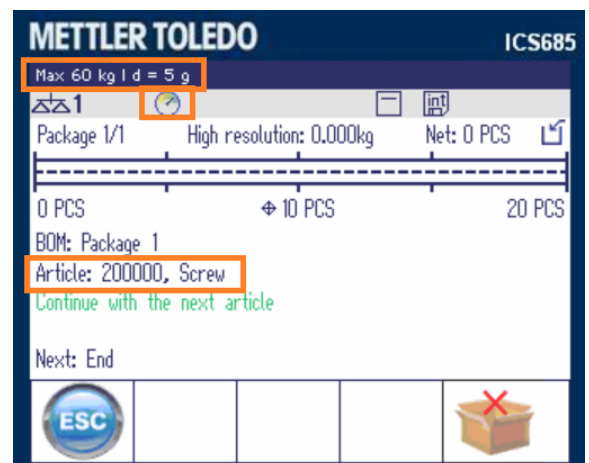 METTLER TOLEDO
ICS685
Max 60 kg | d = 5 g
1
int
Package 1/1 High resolution: 0.000kg Net: 0 PCS
0 PCS 10 PCS 20 PCS
BOM: Package 1
Article: 200000, Screw
Continue with the next article
Next: End
ESC